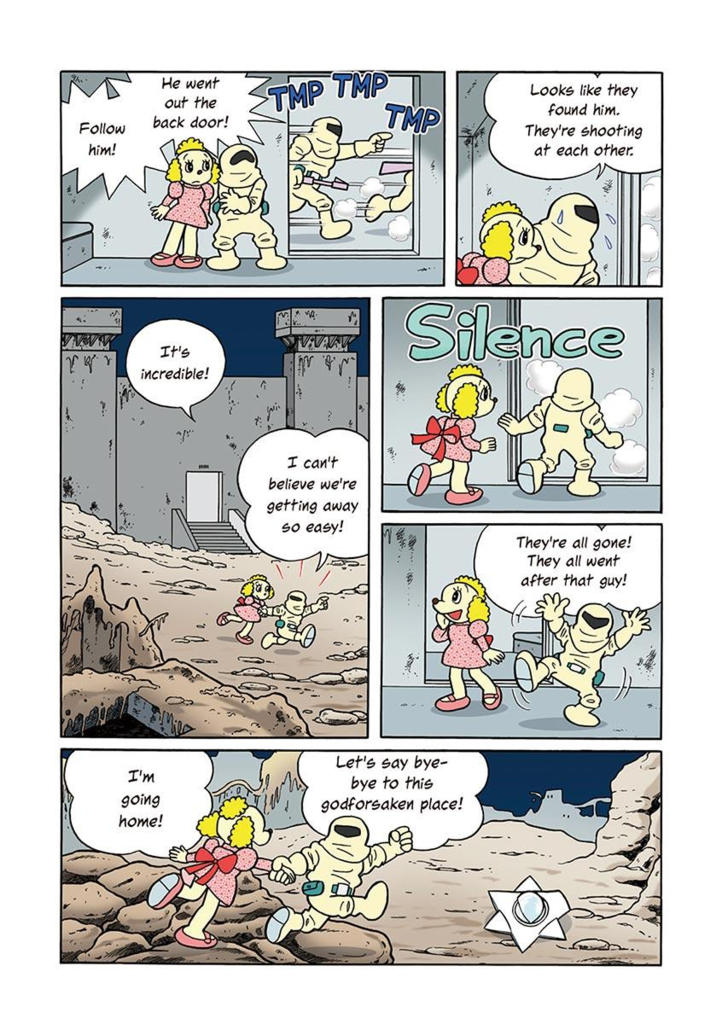 Follow
him!
He went
out the
back door!
TMP TMP
TMP
Looks like they
found him.
They're shooting
at each other.
It's
incredible!
I can't
believe we're
getting away
so easy!
Silence
They're all gone!
They all went
after that guy!
I'm
going
home!
Let's say bye-
bye to this
godforsaken place!